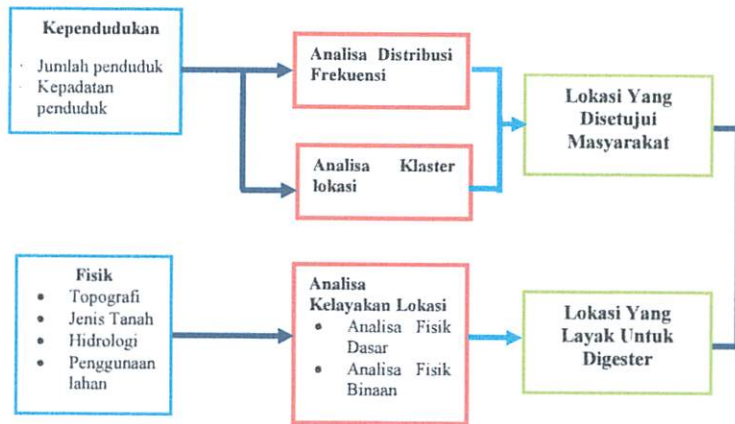 Kependudukan
· Jumlah penduduk
· Kepadatan
penduduk
Analisa Distribusi
Frekuensi
Analisa Klaster
lokasi
Lokasi Yang
Disetujui
Masyarakat
Fisik
• Topografi
• Jenis Tanah
• Hidrologi
• Penggunaan
lahan
Analisa
Kelayakan Lokasi
• Analisa Fisik
Dasar
• Analisa Fisik
Binaan
Lokasi Yang
Layak Untuk
Digester